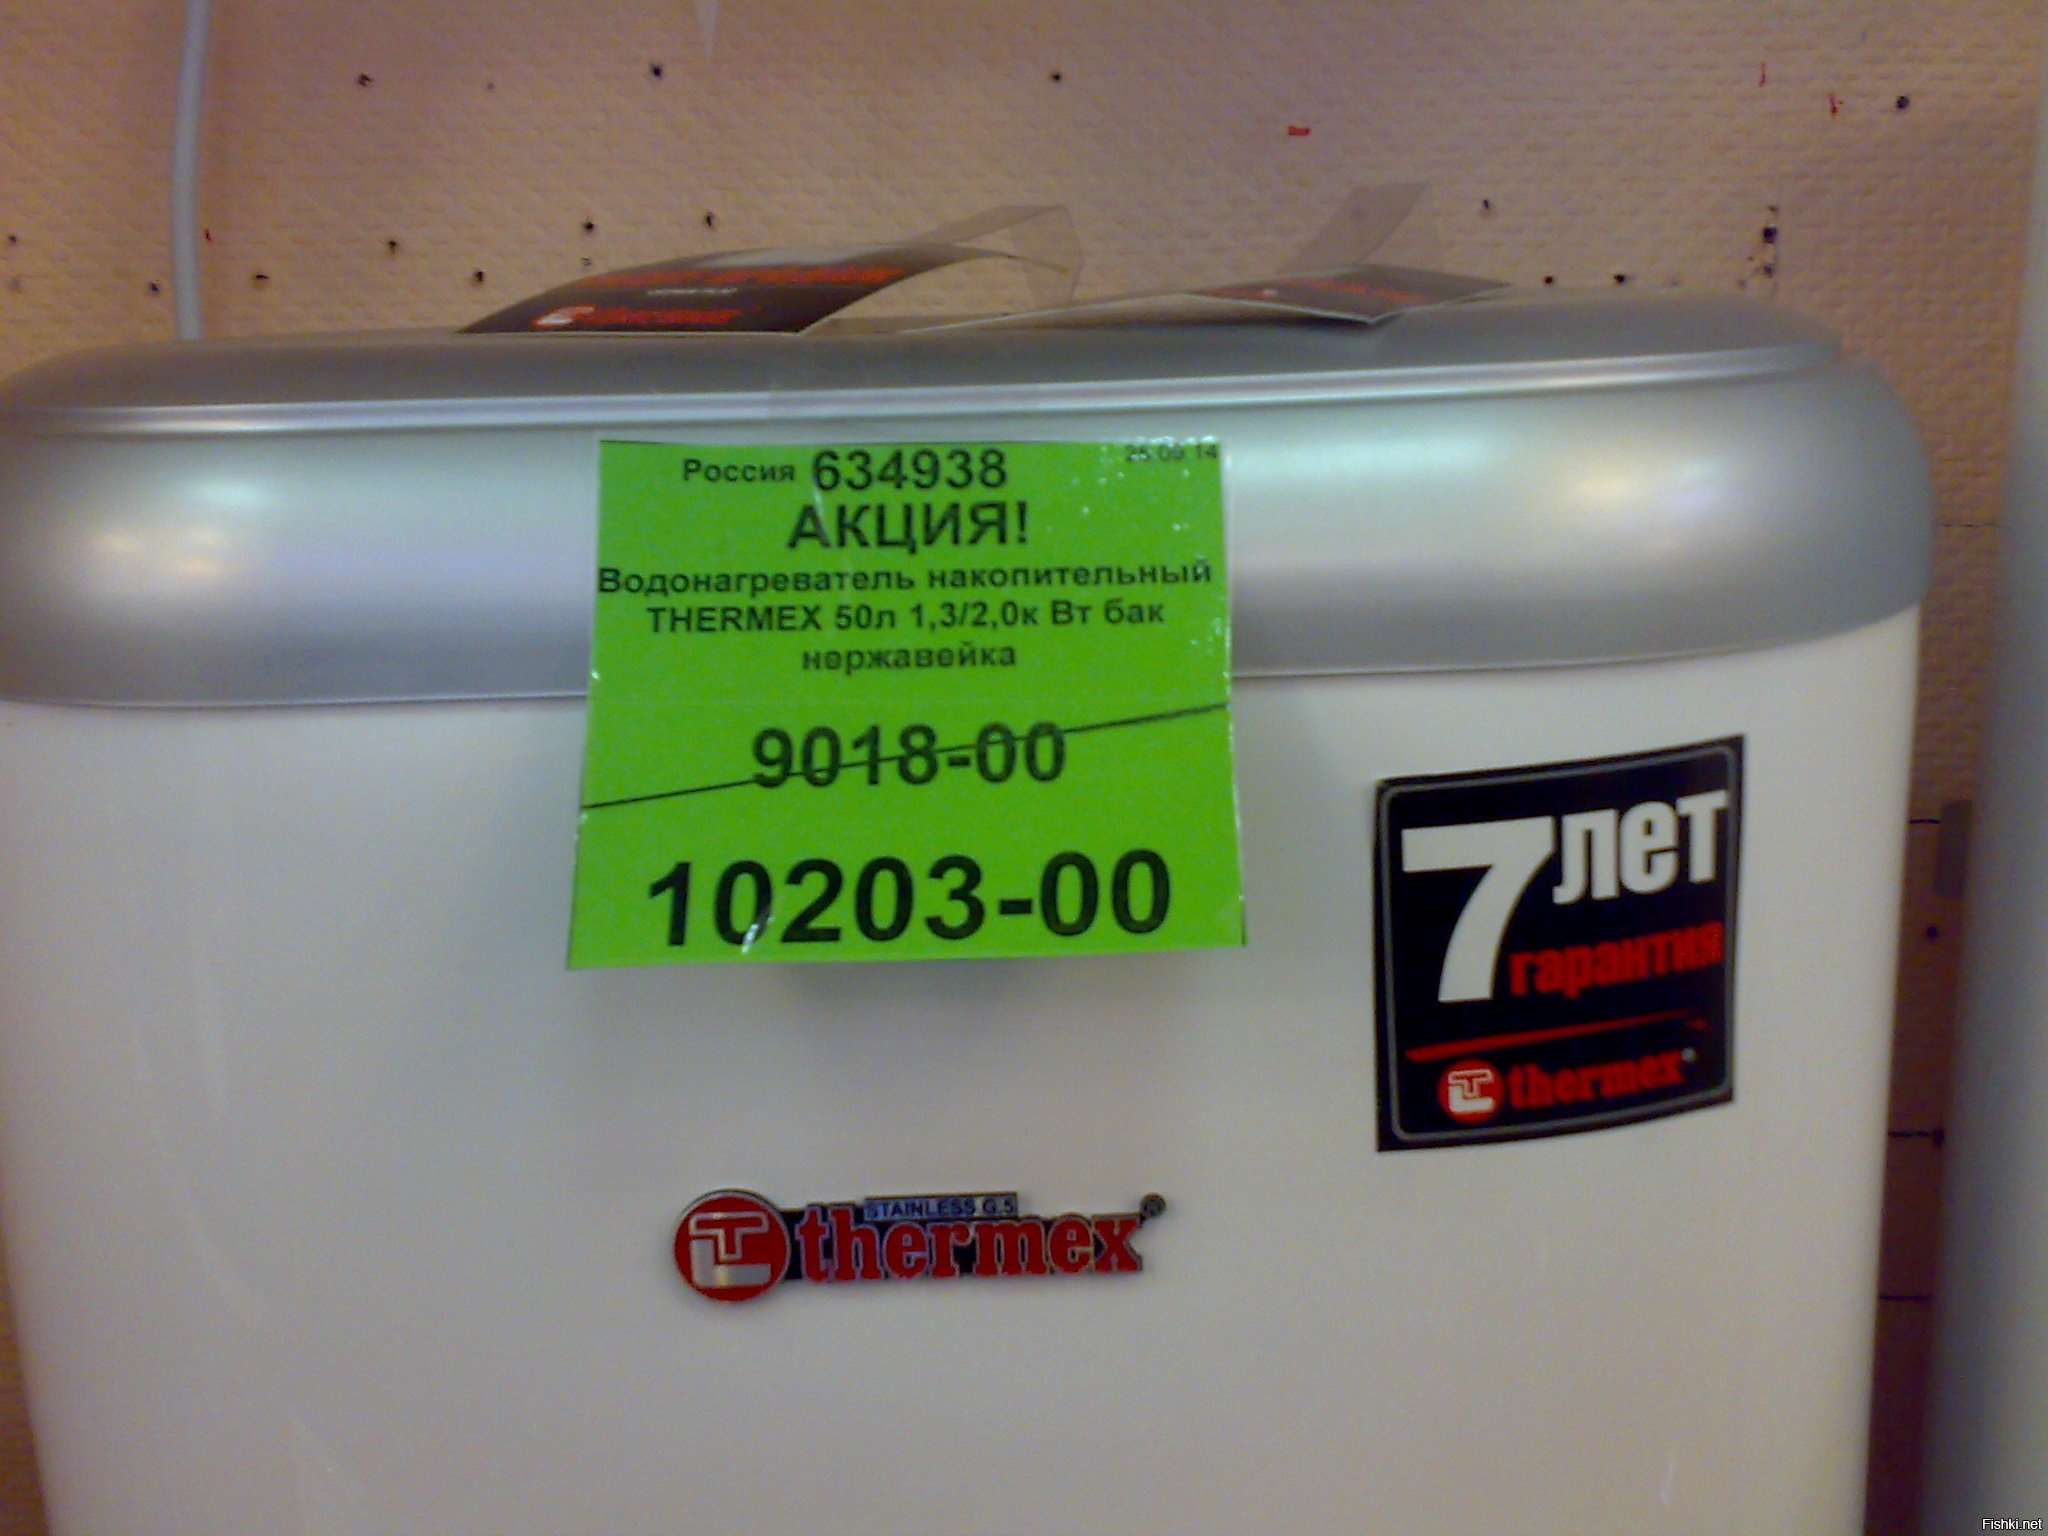 Россия 634938
АКЦИЯ!
Водонагреватель накопительный
THERMEX 50л 1,3/2,0к Вт бак
нержавейка
9018-00
10203-00
7 лет
гарантия
thermex®
STAINLESS G.5
thermex®
Fishki.net